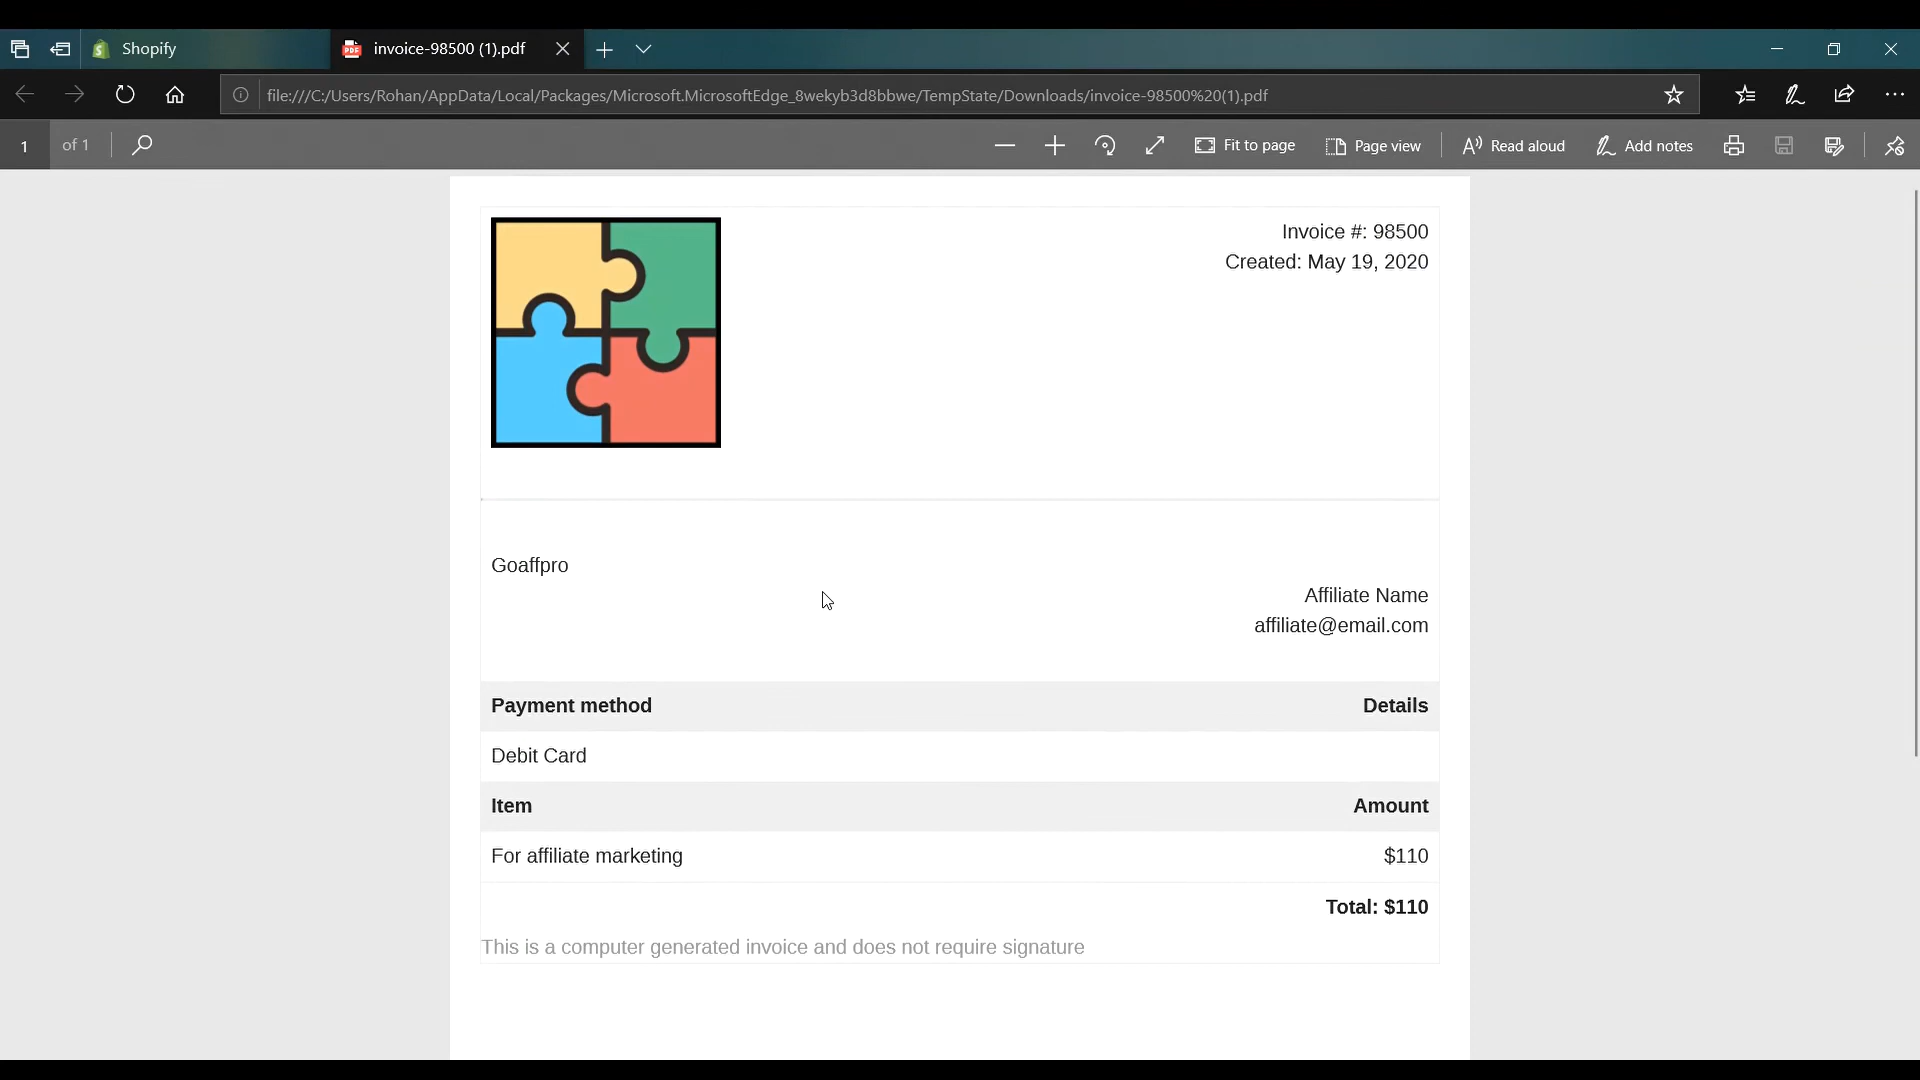 Shopify
invoice-98500 (1).pdf
file:///C:/Users/Rohan/AppData/Local/Packages/Microsoft.MicrosoftEdge_8wekyb3d8bbwe/TempState/Downloads/invoice-98500%20(1).pdf
1 of 1 Fit to page Page view Read aloud Add notes
Invoice #: 98500
Created: May 19, 2020
Goaffpro
Affiliate Name
affiliate@email.com
Payment method Details
Debit Card
Item Amount
For affiliate marketing $110
Total: $110
This is a computer generated invoice and does not require signature